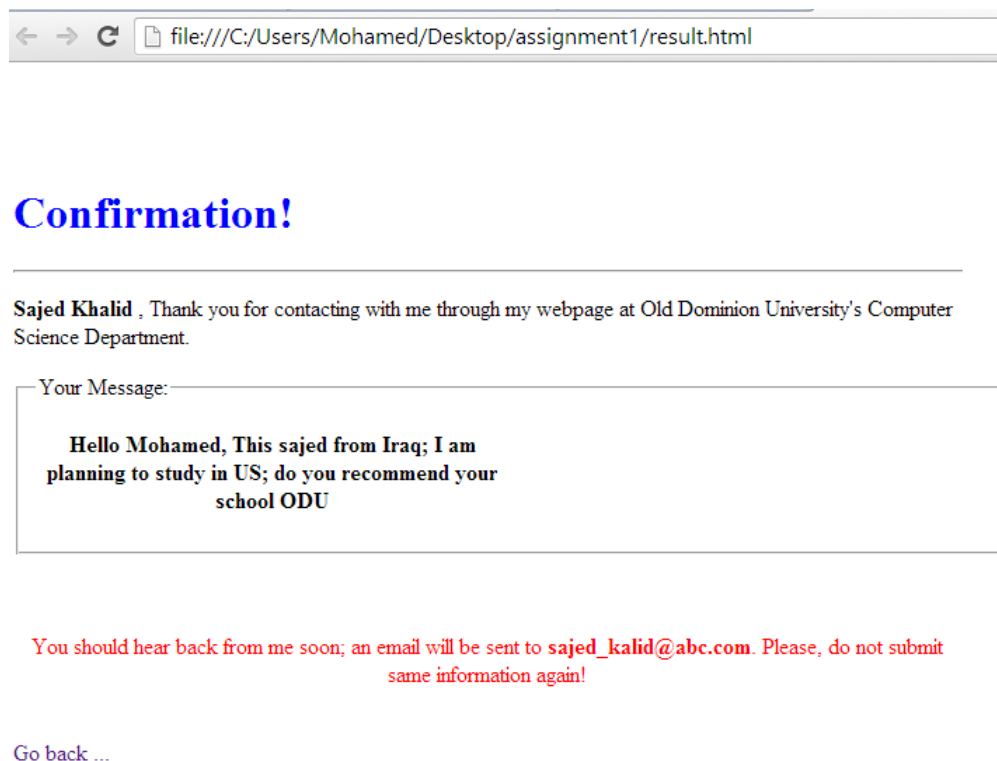 file:///C:/Users/Mohamed/Desktop/assignment1/result.html
Confirmation!
Sajed Khalid , Thank you for contacting with me through my webpage at Old Dominion University's Computer
Science Department.
Your Message:
Hello Mohamed, This sajed from Iraq; I am
planning to study in US; do you recommend your
school ODU
You should hear back from me soon; an email will be sent to sajed_kalid@abc.com. Please, do not submit
same information again!
Go back ...